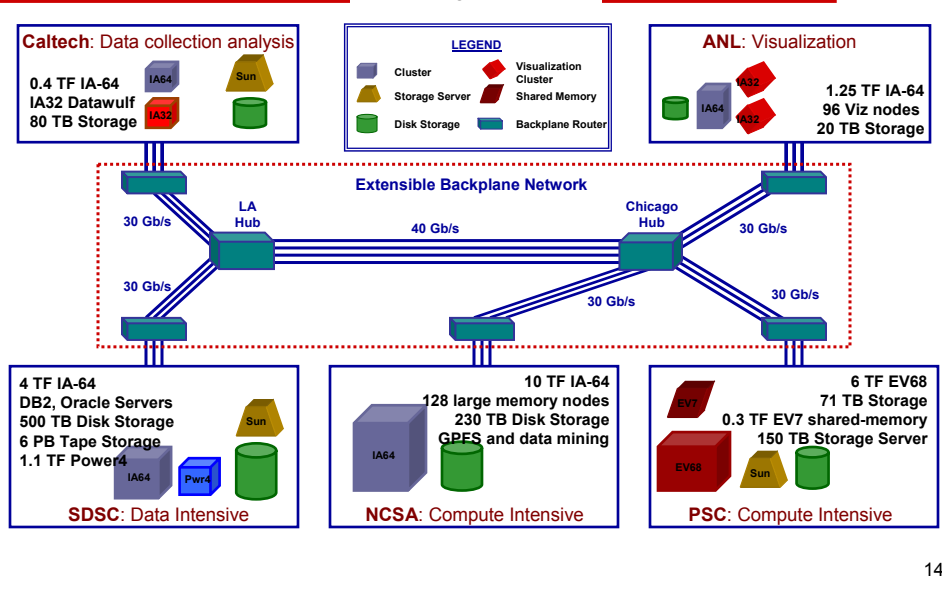 Caltech: Data collection analysis
0.4 TF IA-64
IA32 Datawulf
80 TB Storage
IA64
IA32
Sun
LEGEND
Cluster
Visualization
Cluster
Storage Server
Shared Memory
Disk Storage
Backplane Router
ANL: Visualization
IA64
IA32
IA32
1.25 TF IA-64
96 Viz nodes
20 TB Storage
Extensible Backplane Network
LA
Hub
Chicago
Hub
30 Gb/s
40 Gb/s
30 Gb/s
30 Gb/s
30 Gb/s
30 Gb/s
4 TF IA-64
DB2, Oracle Servers
500 TB Disk Storage
6 PB Tape Storage
1.1 TF Power4
Sun
IA64
Pwr4
SDSC: Data Intensive
10 TF IA-64
128 large memory nodes
230 TB Disk Storage
GPFS and data mining
IA64
NCSA: Compute Intensive
6 TF EV68
71 TB Storage
0.3 TF EV7 shared-memory
150 TB Storage Server
EV7
EV68
Sun
PSC: Compute Intensive
14